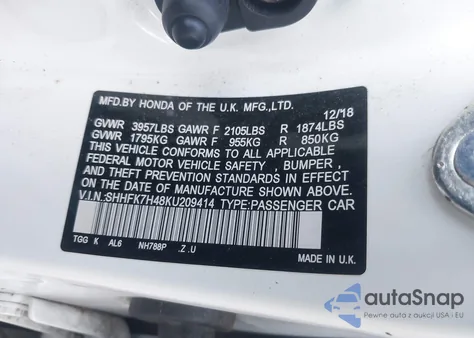 MFD.BY HONDA OF THE U.K. MFG.,LTD. 12/'18
GVWR 3957LBS GAWR F 2105LBS R 1874LBS
GVWR 1795KG GAWR F 955KG R 850KG
THIS VEHICLE CONFORMS TO ALL APPLICABLE
FEDERAL MOTOR VEHICLE SAFETY , BUMPER ,
AND THEFT PREVENTION STANDARDS IN EFFECT ON
THE DATE OF MANUFACTURE SHOWN ABOVE.
V.I.N.:SHHFK7H48KU209414 TYPE:PASSENGER CAR
TGG K AL6 NH788P .Z .U
MADE IN U.K.
autoSnap
Pewne auta z aukcji USA i EU